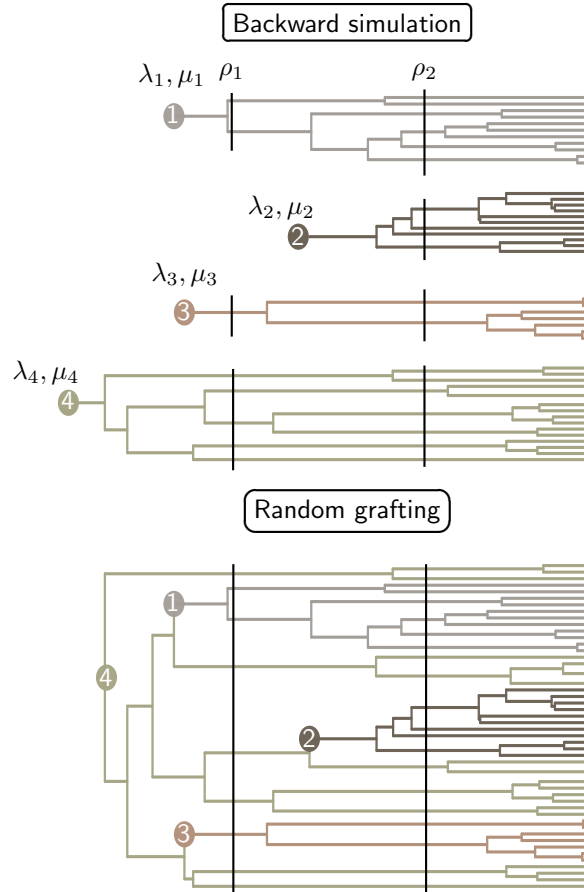 Backward simulation
λ₁, μ₁ ρ₁ ρ₂
1
λ₂, μ₂
2
λ₃, μ₃
3
λ₄, μ₄
4
Random grafting
1
4
2
3